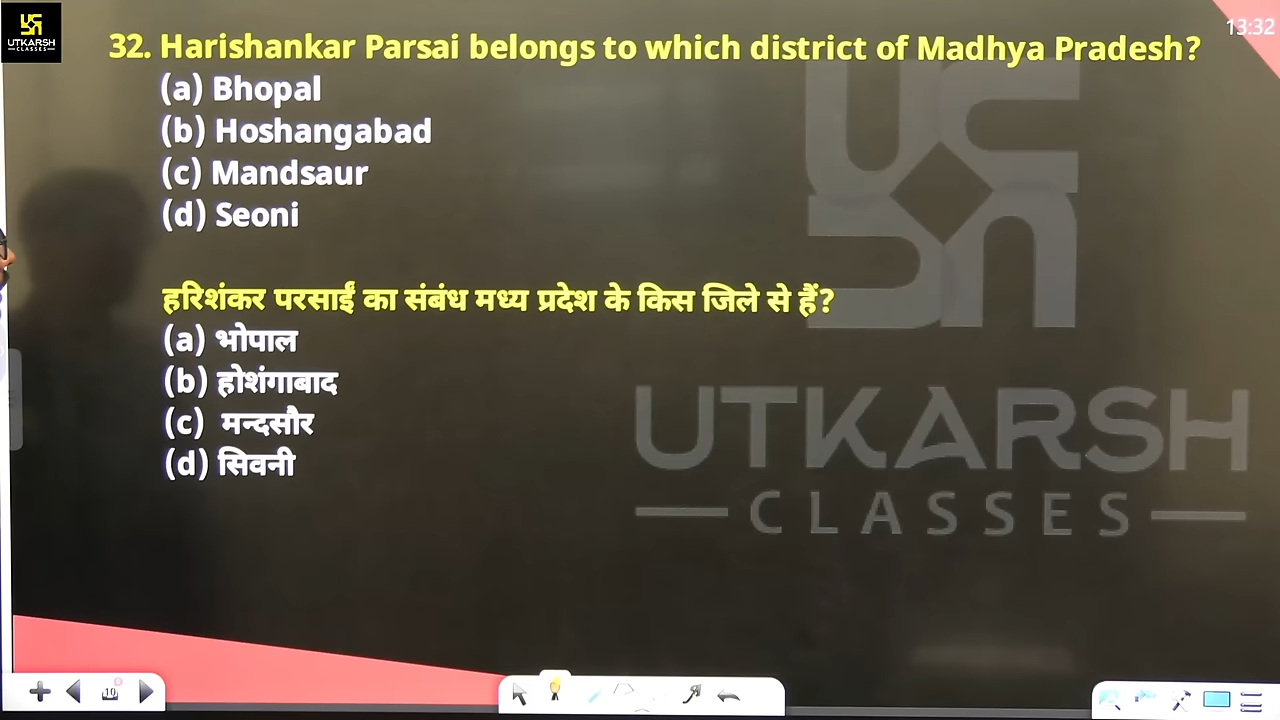 UTKARSH
CLASSES
13:32
32. Harishankar Parsai belongs to which district of Madhya Pradesh?
(a) Bhopal
(b) Hoshangabad
(c) Mandsaur
(d) Seoni
हरिशंकर परसाईं का संबंध मध्य प्रदेश के किस जिले से हैं?
(a) भोपाल
(b) होशंगाबाद
(c) मन्दसौर
(d) सिवनी
UTKARSH
CLASSES
10